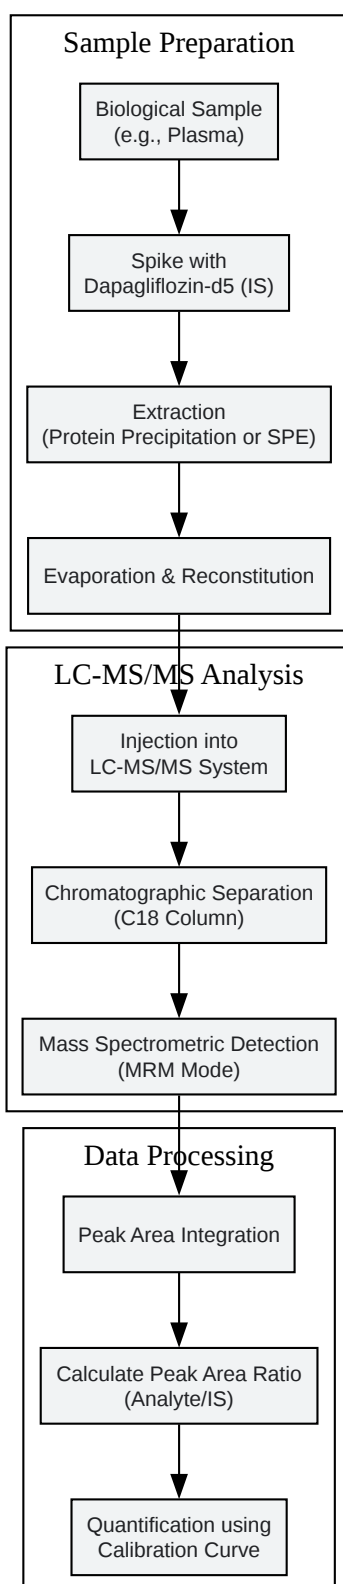 Sample Preparation
Biological Sample
(e.g., Plasma)
Spike with
Dapagliflozin-d5 (IS)
Extraction
(Protein Precipitation or SPE)
Evaporation & Reconstitution
LC-MS/MS Analysis
Injection into
LC-MS/MS System
Chromatographic Separation
(C18 Column)
Mass Spectrometric Detection
(MRM Mode)
Data Processing
Peak Area Integration
Calculate Peak Area Ratio
(Analyte/IS)
Quantification using
Calibration Curve